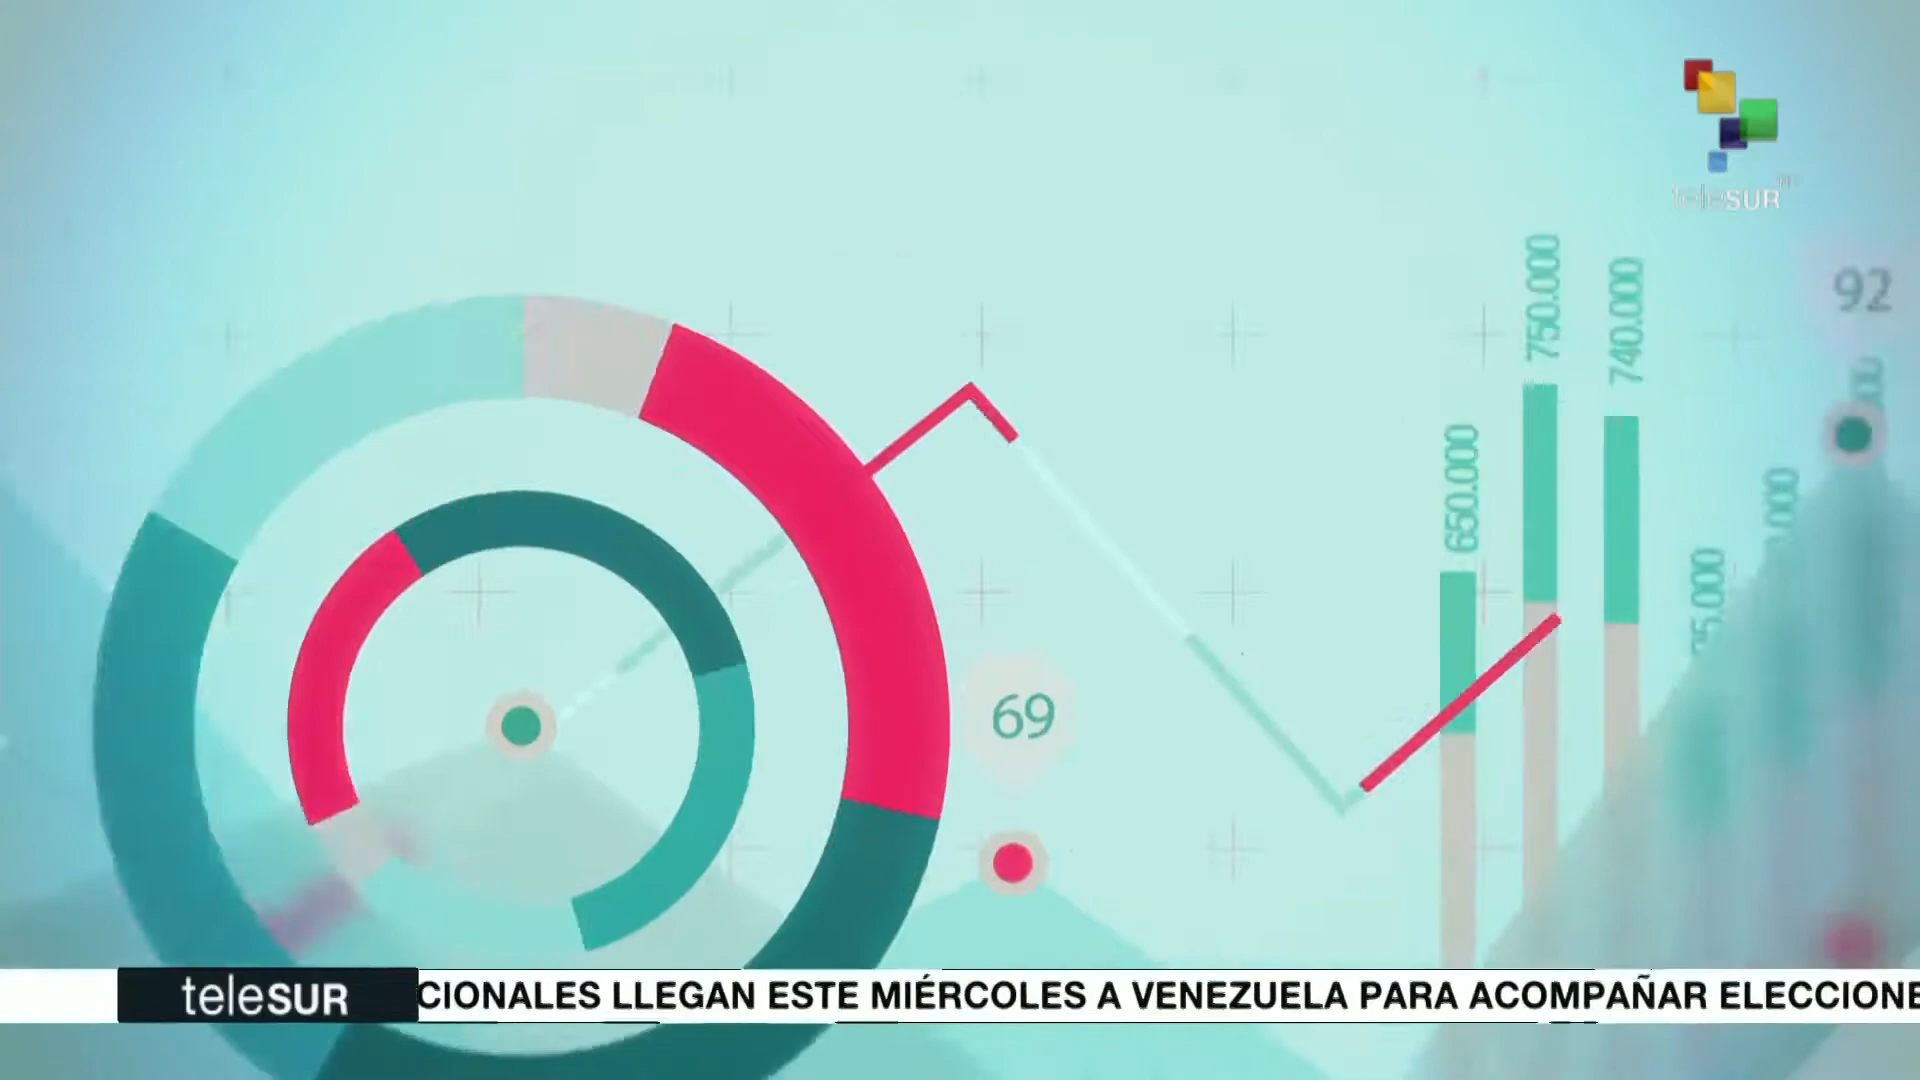 teleSUR
750.000
740.000
92
650.000
69
teleSUR
CIONALES LLEGAN ESTE MIÉRCOLES A VENEZUELA PARA ACOMPAÑAR ELECCIONE